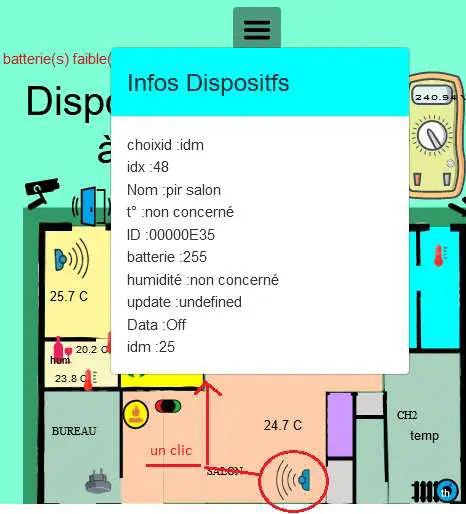 batterie(s) faible(
Infos Dispositfs
Disp
à
240.94 V
choixid :idm
idx :48
Nom :pir salon
t° :non concerné
ID :00000E35
batterie :255
humidité :non concerné
update :undefined
Data :Off
idm :25
25.7 C
20.2 C
hum
23.8 C
24.7 C
CH2
temp
BUREAU
un clic
SALON
th